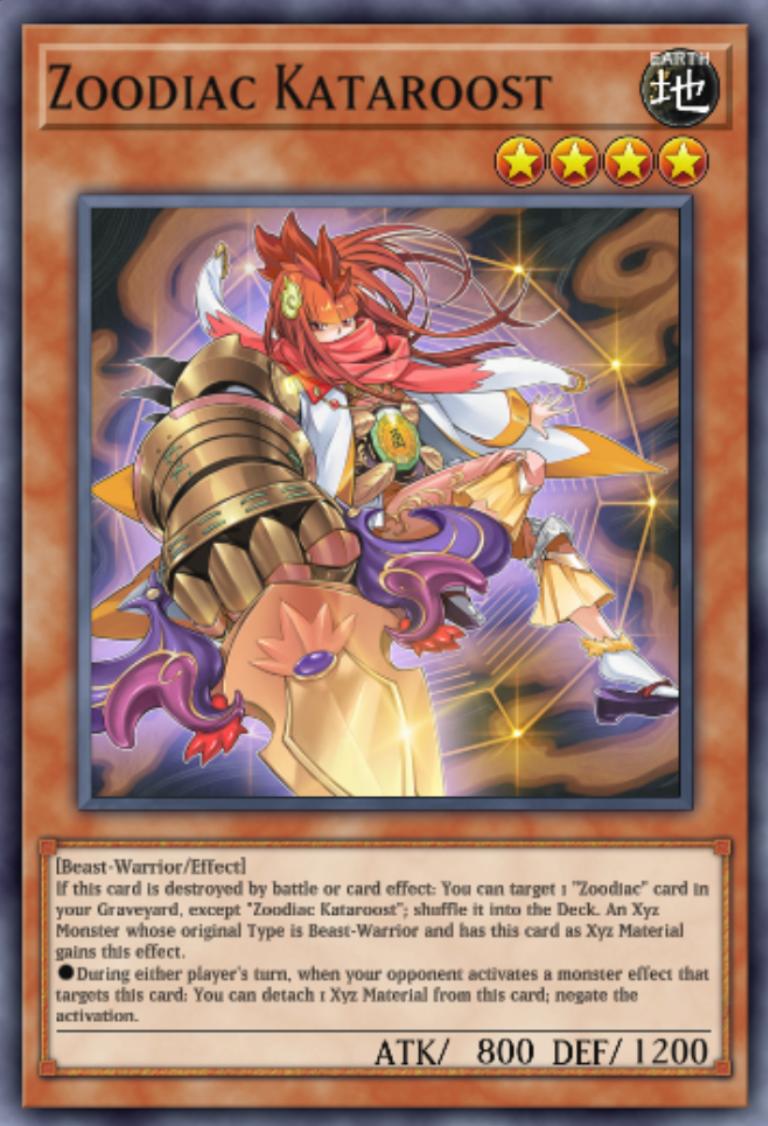 Zoodiac Kataroost
EARTH
地
[Beast-Warrior/Effect]
If this card is destroyed by battle or card effect: You can target 1 "Zoodiac" card in
your Graveyard, except "Zoodiac Kataroost"; shuffle it into the Deck. An Xyz
Monster whose original Type is Beast-Warrior and has this card as Xyz Material
gains this effect.
●During either player's turn, when your opponent activates a monster effect that
targets this card: You can detach 1 Xyz Material from this card; negate the
activation.
ATK/ 800 DEF/ 1200